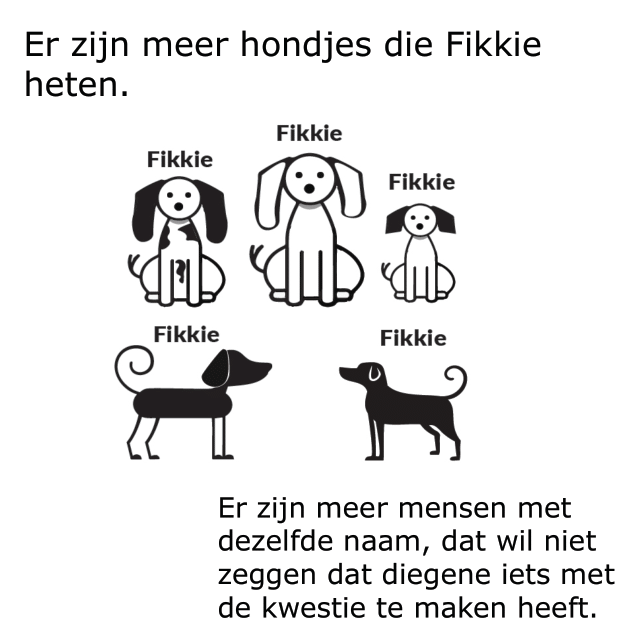 Er zijn meer hondjes die Fikkie
heten.
Fikkie
Fikkie
Fikkie
Fikkie
Fikkie
Er zijn meer mensen met
dezelfde naam, dat wil niet
zeggen dat diegene iets met
de kwestie te maken heeft.